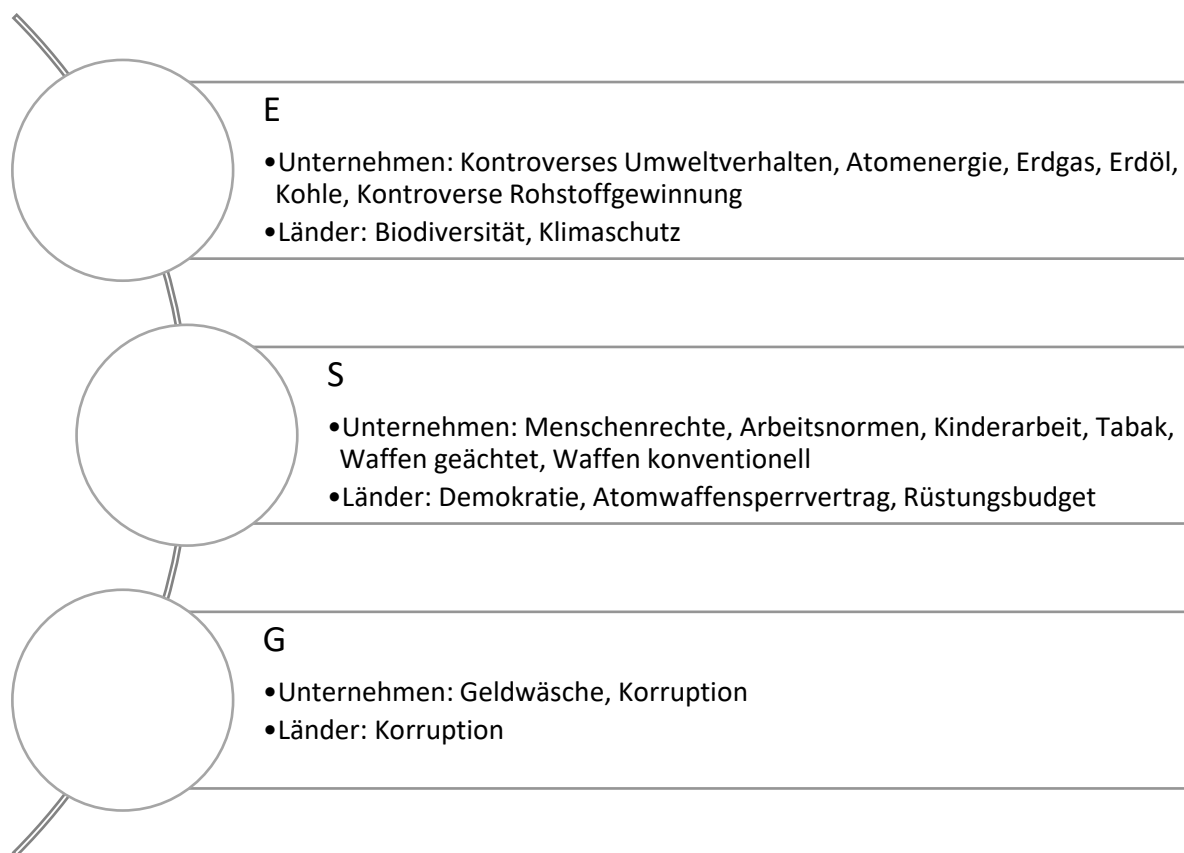 E
•Unternehmen: Kontroverses Umweltverhalten, Atomenergie, Erdgas, Erdöl,
Kohle, Kontroverse Rohstoffgewinnung
•Länder: Biodiversität, Klimaschutz
S
•Unternehmen: Menschenrechte, Arbeitsnormen, Kinderarbeit, Tabak,
Waffen geächtet, Waffen konventionell
•Länder: Demokratie, Atomwaffensperrvertrag, Rüstungsbudget
G
•Unternehmen: Geldwäsche, Korruption
•Länder: Korruption